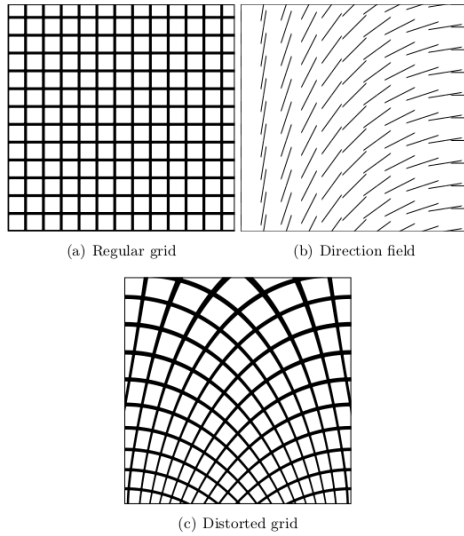 (a) Regular grid
(b) Direction field
(c) Distorted grid